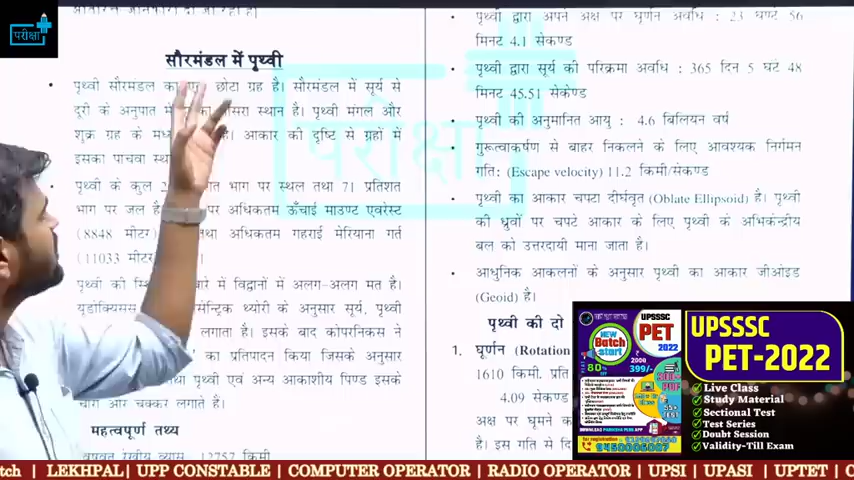 परीक्षा
सौरमंडल में पृथ्वी
पृथ्वी सौरमंडल का छोटा ग्रह है। सौरमंडल में सूर्य से
दूरी के अनुपात में स्थान है। पृथ्वी मंगल और
शुक्र ग्रह के है। आकार की दृष्टि से ग्रहों में
इसका पाचवा
पृथ्वी के कुल भाग पर स्थल तथा 71 प्रतिशत
भाग पर जल है पर अधिकतम ऊँचाई माउण्ट एवरेस्ट
(8848 मीटर) तथा अधिकतम गहराई मेरियाना गर्त
(11033
पृथ्वी की में विद्वानों में अलग-अलग मत है।
यूडोक्सियस थ्योरी के अनुसार सूर्य, पृथ्वी
लगाता है। इसके बाद कोपरनिकस ने
का प्रतिपादन किया जिसके अनुसार
पृथ्वी एवं अन्य आकाशीय पिण्ड इसके
चारो ओर चक्कर लगाते है।
महत्वपूर्ण तथ्य
पृथ्वी द्वारा अपने अक्ष पर घूर्णन अवधि : 23 घण्टे 56
मिनट 4.1 सेकण्ड
पृथ्वी द्वारा सूर्य की परिक्रमा अवधि : 365 दिन 5 घंटे 48
मिनट 45.51 सेकेण्ड
पृथ्वी की अनुमानित आयु : 4.6 बिलियन वर्ष
गुरूत्वाकर्षण से बाहर निकलने के लिए आवश्यक निर्गमन
गति: (Escape velocity) 11.2 किमी/सेकण्ड
पृथ्वी का आकार चपटा दीर्घवृत (Oblate Ellipsoid) है। पृथ्वी
की ध्रुवों पर चपटे आकार के लिए पृथ्वी के अभिकेन्द्रीय
बल को उत्तरदायी माना जाता है।
आधुनिक आकलनों के अनुसार पृथ्वी का आकार जीओइड
(Geoid) है।
पृथ्वी की दो
1. घूर्णन (Rotation
1610 किमी. प्रति
4.09 सेकण्ड
अक्ष पर घूमने
है। इस गति से
परीक्षा
UPSSSC
PET
2022
NEW
Batch
start
80%
2000
399/-
UPSSSC
PET-2022
Live Class
Study Material
Sectional Test
Test Series
Doubt Session
Validity-Till Exam
tch | LEKHPAL| UPP CONSTABLE | COMPUTER OPERATOR | RADIO OPERATOR | UPSI | UPASI | UPTET | C